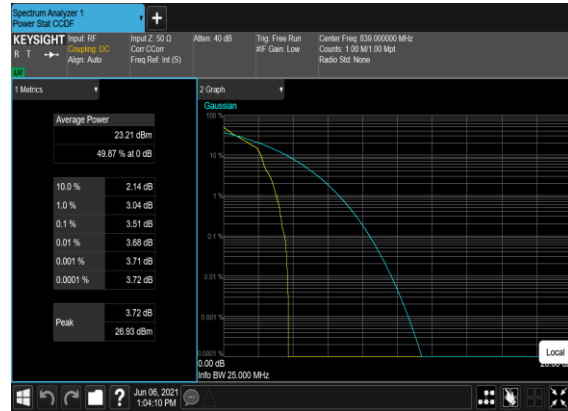 Spectrum Analyzer 1
Power Stat CCDF
KEYSIGHT
R T
LXI
Input: RF
Coupling: DC
Align: Auto
Input Z: 50 Ω
Corr CCorr
Freq Ref: Int (S)
Atten: 40 dB
Trig: Free Run
#IF Gain: Low
Center Freq: 839.000000 MHz
Counts: 1.00 M/1.00 Mpt
Radio Std: None
1 Metrics
Average Power
23.21 dBm
49.87 % at 0 dB
10.0 % 2.14 dB
1.0 % 3.04 dB
0.1 % 3.51 dB
0.01 % 3.68 dB
0.001 % 3.71 dB
0.0001 % 3.72 dB
Peak
3.72 dB
26.93 dBm
2 Graph
Gaussian
100 %
10 %
1 %
0.1 %
0.01 %
0.001 %
0.0001 %
0.00 dB
Info BW 25.000 MHz
Local
?
Jun 06, 2021
1:04:10 PM